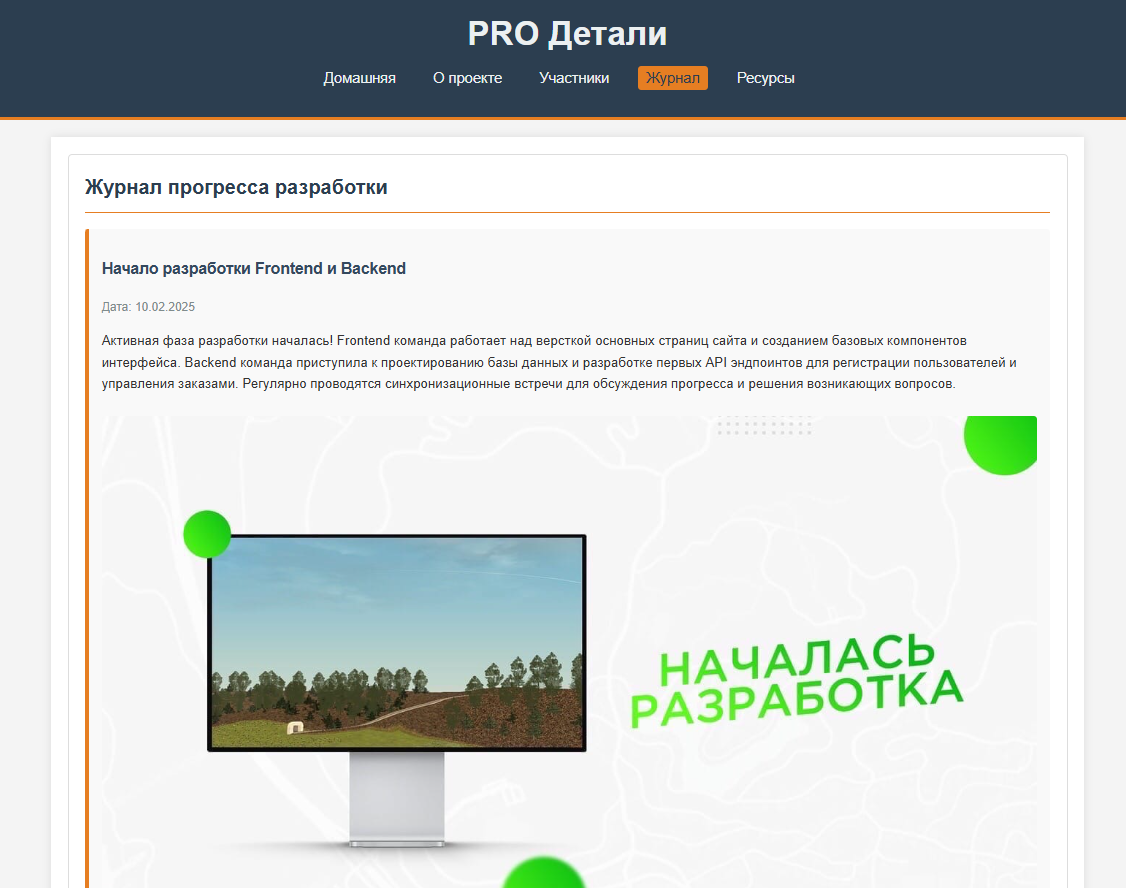 PRO Детали
Домашняя О проекте Участники Журнал Ресурсы
Журнал прогресса разработки
Начало разработки Frontend и Backend
Дата: 10.02.2025
Активная фаза разработки началась! Frontend команда работает над версткой основных страниц сайта и созданием базовых компонентов
интерфейса. Backend команда приступила к проектированию базы данных и разработке первых API эндпоинтов для регистрации пользователей и
управления заказами. Регулярно проводятся синхронизационные встречи для обсуждения прогресса и решения возникающих вопросов.
НАЧАЛАСЬ
РАЗРАБОТКА